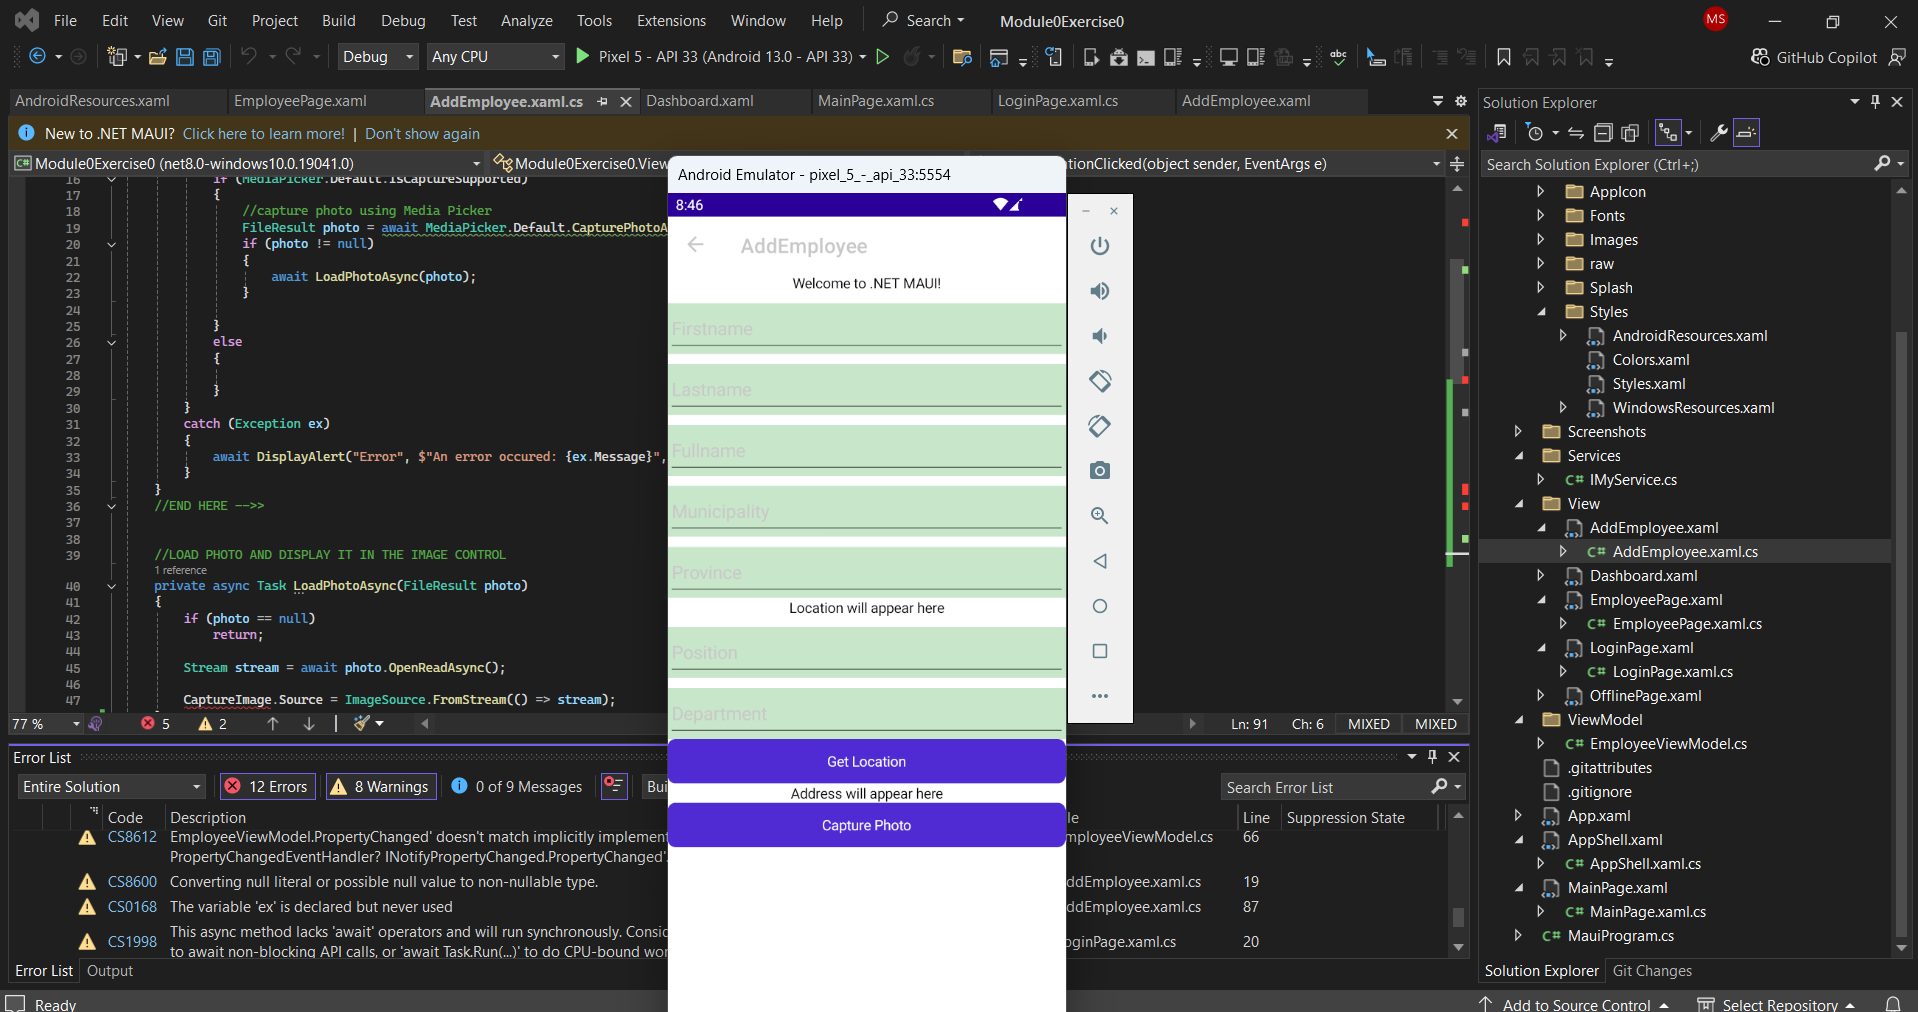 File Edit View Git Project Build Debug Test Analyze Tools Extensions Window Help Search Module0Exercise0 MS
Debug Any CPU Pixel 5 - API 33 (Android 13.0 - API 33) abc GitHub Copilot
AndroidResources.xaml EmployeePage.xaml AddEmployee.xaml.cs Dashboard.xaml MainPage.xaml.cs LoginPage.xaml.cs AddEmployee.xaml
New to .NET MAUI? Click here to learn more! | Don't show again
Module0Exercise0 (net8.0-windows10.0.19041.0) Module0Exercise0.View tionClicked(object sender, EventArgs e)
16 if (MediaPicker.Default.IsCaptureSupported)
17 {
18 //capture photo using Media Picker
19 FileResult photo = await MediaPicker.Default.CapturePhotoA
20 if (photo != null)
21 {
22 await LoadPhotoAsync(photo);
23 }
24
25 }
26 else
27 {
28
29 }
30 }
31 catch (Exception ex)
32 {
33 await DisplayAlert("Error", $"An error occured: {ex.Message}",
34 }
35 }
36 //END HERE -->>
37
38
39 //LOAD PHOTO AND DISPLAY IT IN THE IMAGE CONTROL
1 reference
40 private async Task LoadPhotoAsync(FileResult photo)
41 {
42 if (photo == null)
43 return;
44
45 Stream stream = await photo.OpenReadAsync();
46
47 CaptureImage.Source = ImageSource.FromStream(() => stream);
77 % 5 2 Ln: 91 Ch: 6 MIXED MIXED
Android Emulator - pixel_5_-_api_33:5554
8:46
AddEmployee
Welcome to .NET MAUI!
Firstname
Lastname
Fullname
Municipality
Province
Location will appear here
Position
Department
Get Location
Address will appear here
Capture Photo
Error List
Entire Solution 12 Errors 8 Warnings 0 of 9 Messages Bui Search Error List
Code Description le Line Suppression State
CS8612 EmployeeViewModel.PropertyChanged' doesn't match implicitly implement mployeeViewModel.cs 66
PropertyChangedEventHandler? INotifyPropertyChanged.PropertyChanged'.
CS8600 Converting null literal or possible null value to non-nullable type. ddEmployee.xaml.cs 19
CS0168 The variable 'ex' is declared but never used ddEmployee.xaml.cs 87
CS1998 This async method lacks 'await' operators and will run synchronously. Consid oginPage.xaml.cs 20
to await non-blocking API calls, or 'await Task.Run(...)' to do CPU-bound wor
Error List Output
Ready
Solution Explorer
Search Solution Explorer (Ctrl+;)
AppIcon
Fonts
Images
raw
Splash
Styles
AndroidResources.xaml
Colors.xaml
Styles.xaml
WindowsResources.xaml
Screenshots
Services
C# IMyService.cs
View
AddEmployee.xaml
C# AddEmployee.xaml.cs
Dashboard.xaml
EmployeePage.xaml
C# EmployeePage.xaml.cs
LoginPage.xaml
C# LoginPage.xaml.cs
OfflinePage.xaml
ViewModel
C# EmployeeViewModel.cs
.gitattributes
.gitignore
App.xaml
AppShell.xaml
C# AppShell.xaml.cs
MainPage.xaml
C# MainPage.xaml.cs
C# MauiProgram.cs
Solution Explorer Git Changes
Add to Source Control Select Repository